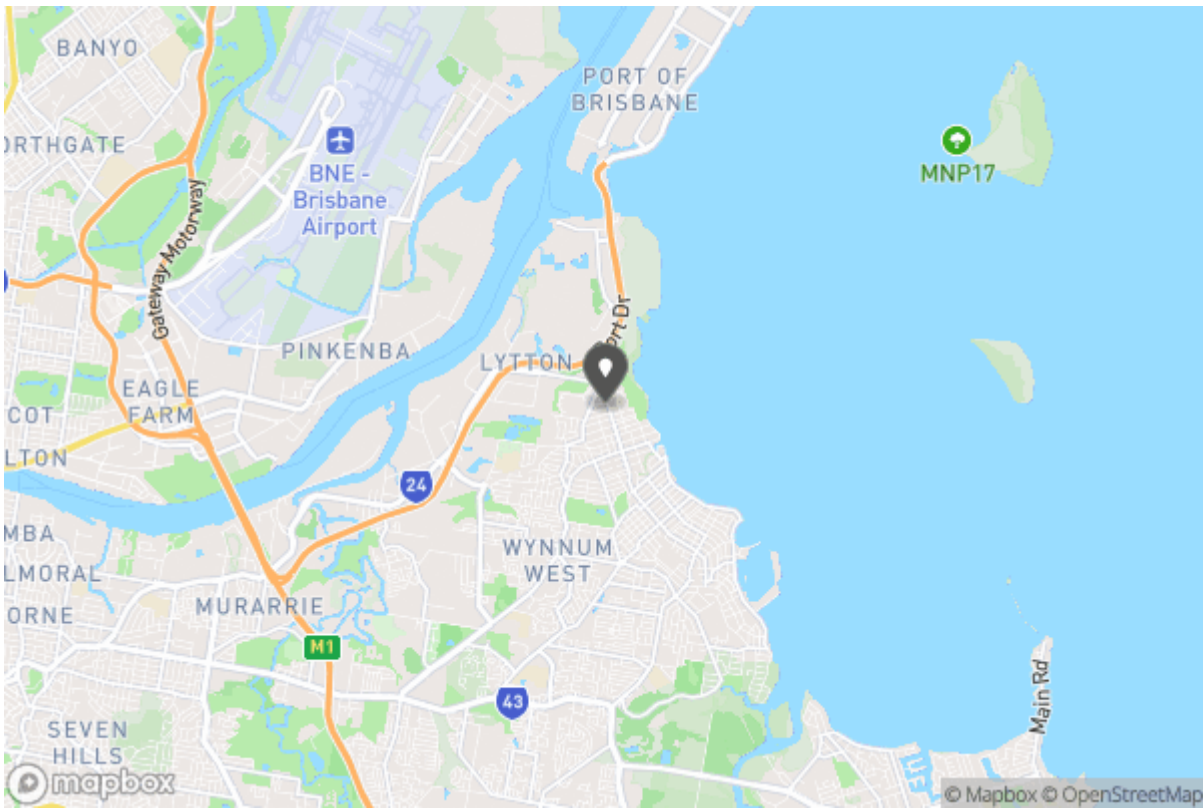 BANYO
PORT OF
BRISBANE
ORTHGATE
BNE -
Brisbane
Airport
MNP17
Gateway Motorway
PINKENBA
LYTTON
ort Dr
EAGLE
FARM
COT
LTON
24
MBA
WYNNUM
WEST
LMORAL
ORNE
MURARRIE
M1
43
Main Rd
SEVEN
HILLS
mapbox
© Mapbox © OpenStreetMap